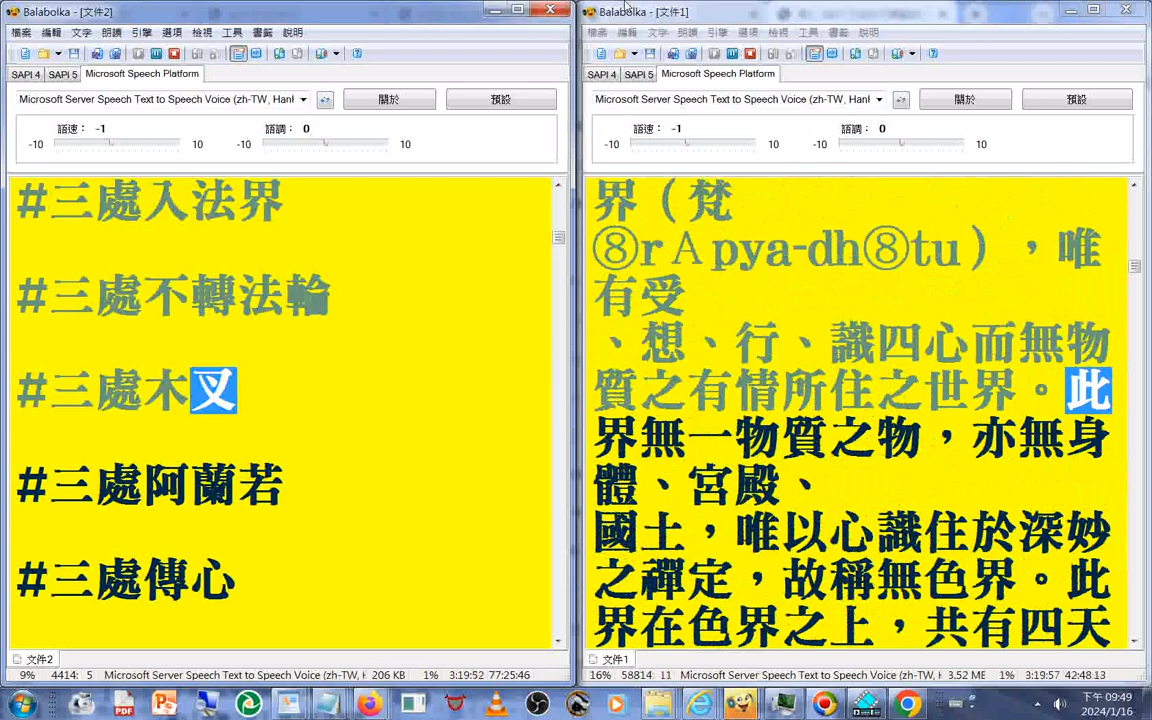 Balabolka - [文件2]
檔案 編輯 文字 朗讀 引擎 選項 檢視 工具 書籤 說明
SAPI 4 SAPI 5 Microsoft Speech Platform
Microsoft Server Speech Text to Speech Voice (zh-TW, Hanl
關於 預設
語速： -1 語調： 0
-10 10 -10 10
#三處入法界
#三處不轉法輪
#三處木叉
#三處阿蘭若
#三處傳心
文件2
9% 4414: 5 Microsoft Server Speech Text to Speech Voice (zh-TW, H 206 KB 1% 3:19:52 77:25:46
Balabolka - [文件1]
檔案 編輯 文字 朗讀 引擎 選項 檢視 工具 書籤 說明
SAPI 4 SAPI 5 Microsoft Speech Platform
Microsoft Server Speech Text to Speech Voice (zh-TW, Hanl
關於 預設
語速： -1 語調： 0
-10 10 -10 10
界（梵
⑧rＡpya-dh⑧tu），唯
有受
、想、行、識四心而無物
質之有情所住之世界。此
界無一物質之物，亦無身
體、宮殿、
國土，唯以心識住於深妙
之禪定，故稱無色界。此
界在色界之上，共有四天
文件1
16% 58814: 11 Microsoft Server Speech Text to Speech Voice (zh-TW, H 3.52 MB 1% 3:19:57 42:48:13
PDF
下午 09:49
2024/1/16